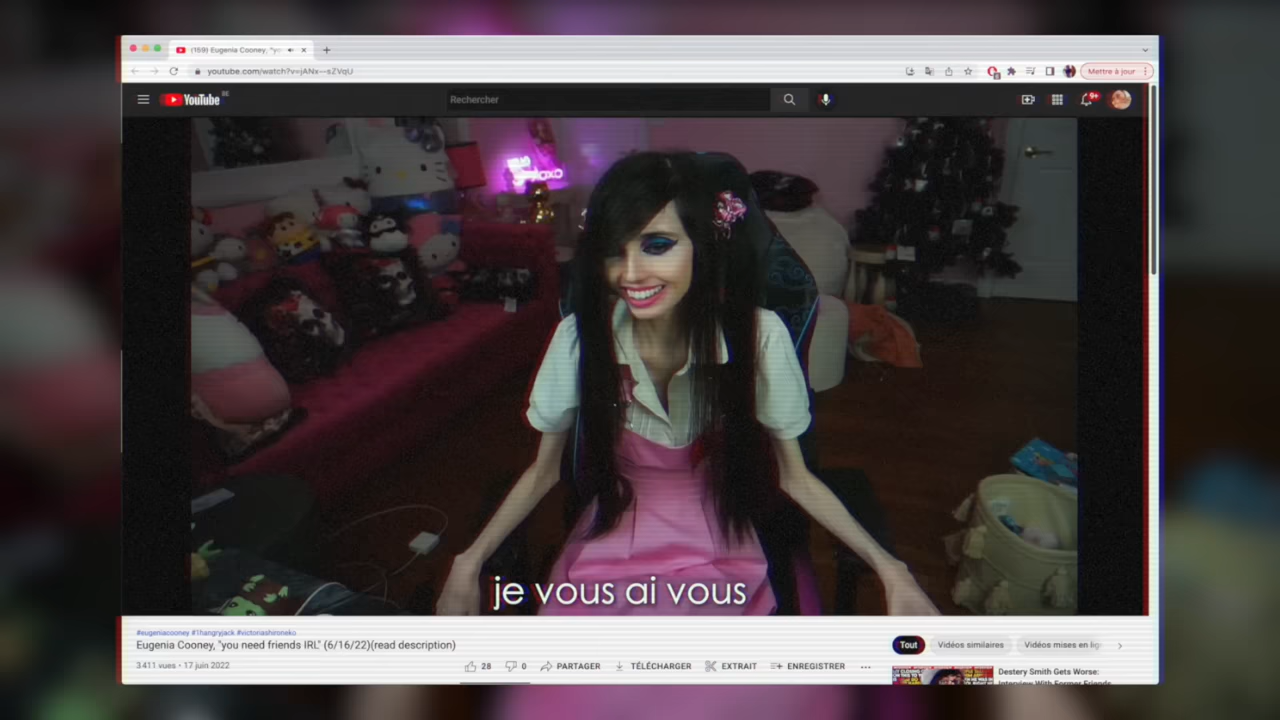 (159) Eugenia Cooney, "yo
youtube.com/watch?v=jANx--sZVqU
Mettre à jour
YouTube BE
Rechercher
9+
xoxo
je vous ai vous
#eugeniacooney #1hangryjack #victoriashironeko
Eugenia Cooney, "you need friends IRL" (6/16/22)(read description)
Tout
Vidéos similaires
Vidéos mises en lig
3 411 vues • 17 juin 2022
28
0
PARTAGER
TÉLÉCHARGER
EXTRAIT
ENREGISTRER
Destery Smith Gets Worse:
Interview With Former Friends